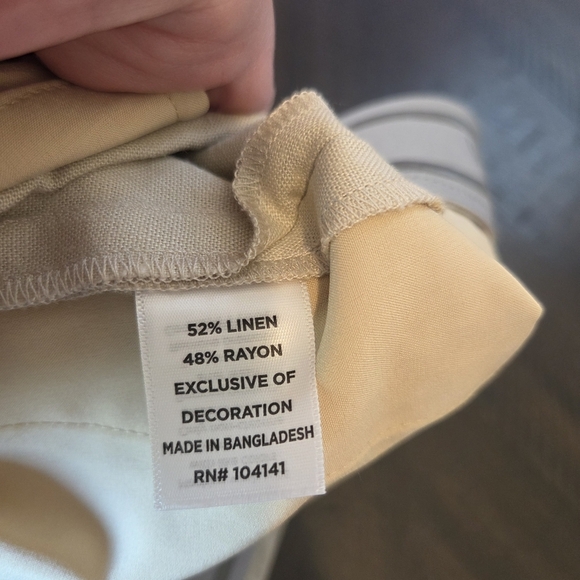 52% LINEN
48% RAYON
EXCLUSIVE OF
DECORATION
MADE IN BANGLADESH
RN# 104141